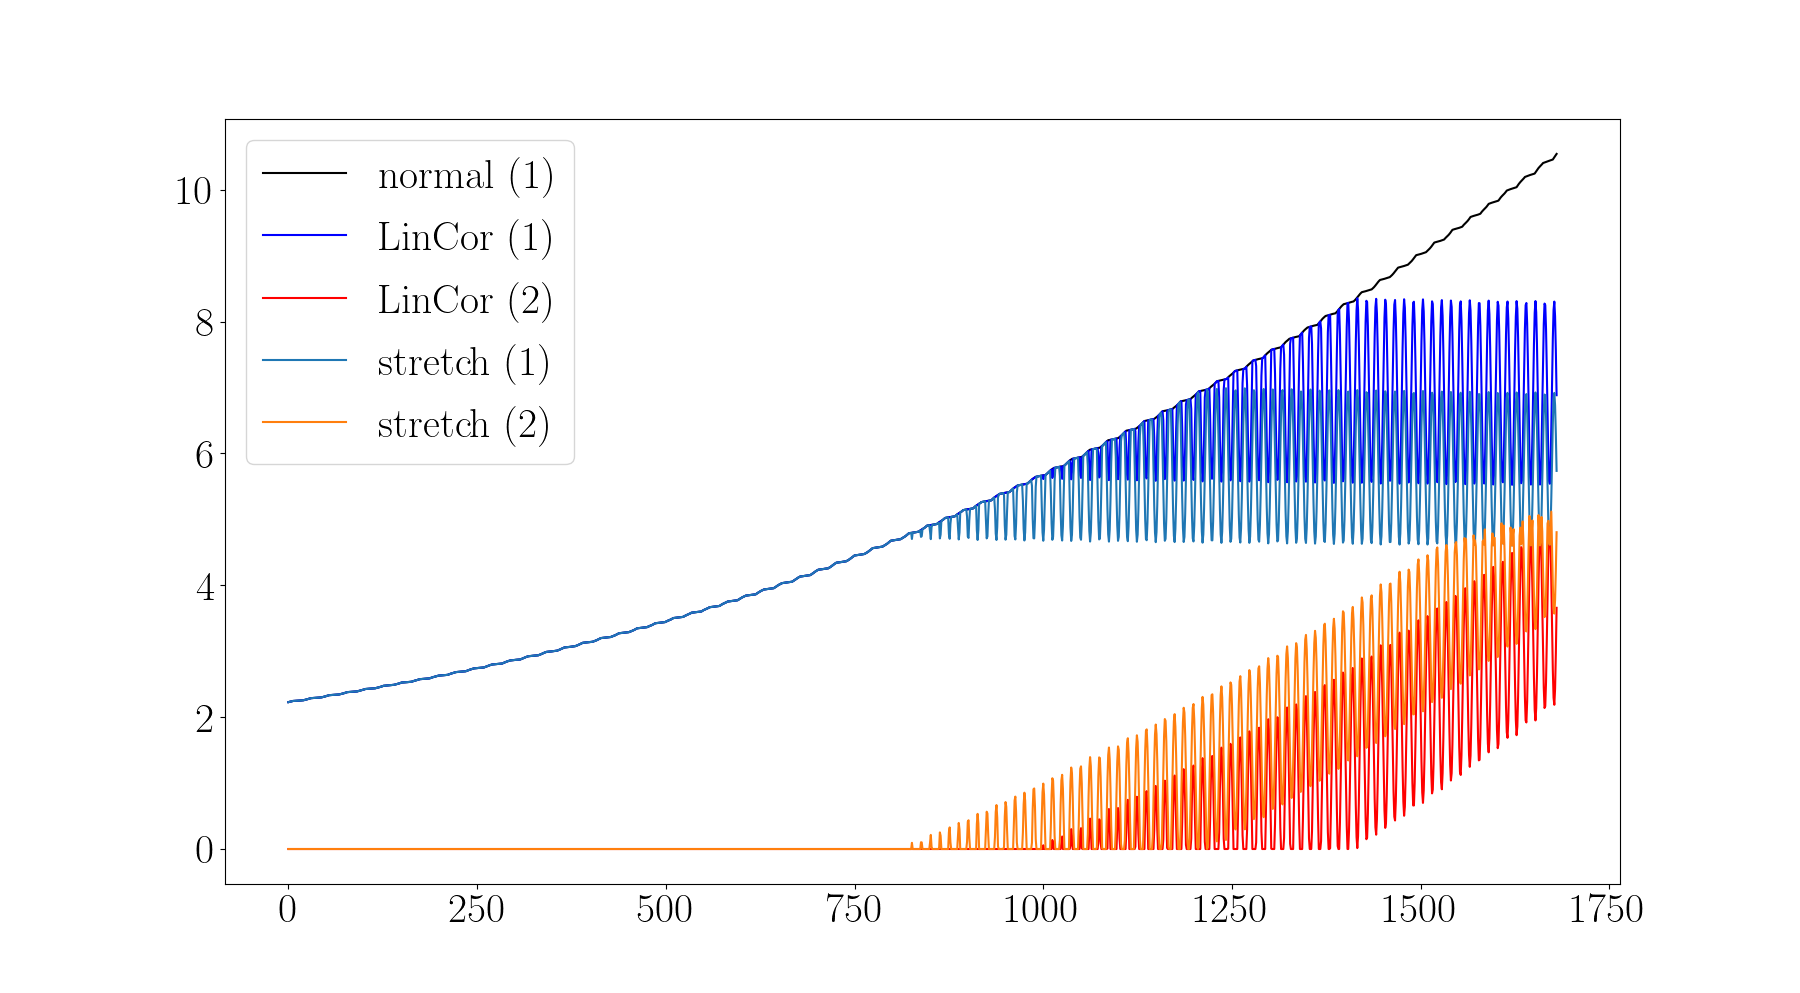 normal (1)
LinCor (1)
LinCor (2)
stretch (1)
stretch (2)
10
8
6
4
2
0
0 250 500 750 1000 1250 1500 1750